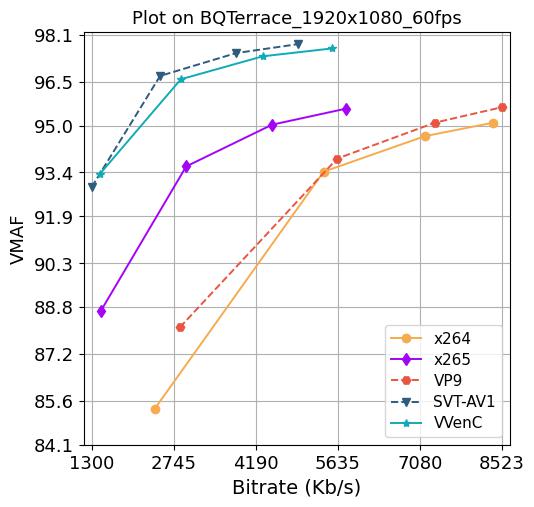 Plot on BQTerrace_1920x1080_60fps
98.1
96.5
95.0
93.4
91.9
90.3
88.8
87.2
85.6
84.1
VMAF
x264
x265
VP9
SVT-AV1
VVenC
1300 2745 4190 5635 7080 8523
Bitrate (Kb/s)